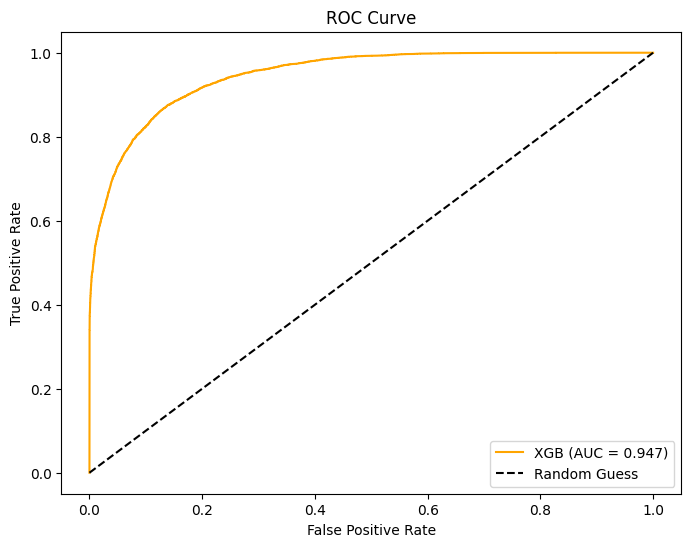 ROC Curve
1.0
0.8
0.6
0.4
0.2
0.0
True Positive Rate
XGB (AUC = 0.947)
Random Guess
0.0 0.2 0.4 0.6 0.8 1.0
False Positive Rate